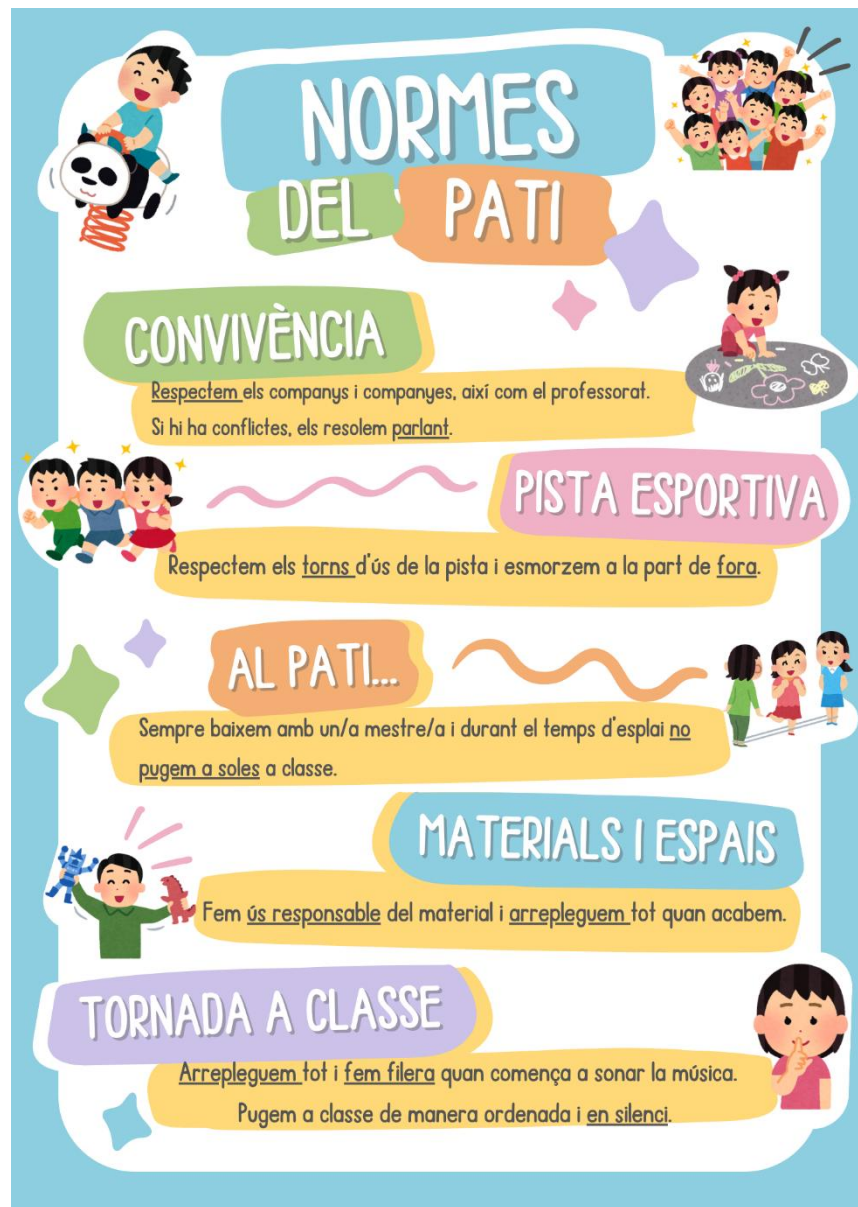 NORMES
DEL PATI
CONVIVÈNCIA
Respectem els companys i companyes, així com el professorat.
Si hi ha conflictes, els resolem parlant.
PISTA ESPORTIVA
Respectem els torns d'ús de la pista i esmorzem a la part de fora.
AL PATI...
Sempre baixem amb un/a mestre/a i durant el temps d'esplai no
pugem a soles a classe.
MATERIALS I ESPAIS
Fem ús responsable del material i arrepleguem tot quan acabem.
TORNADA A CLASSE
Arrepleguem tot i fem filera quan comença a sonar la música.
Pugem a classe de manera ordenada i en silenci.